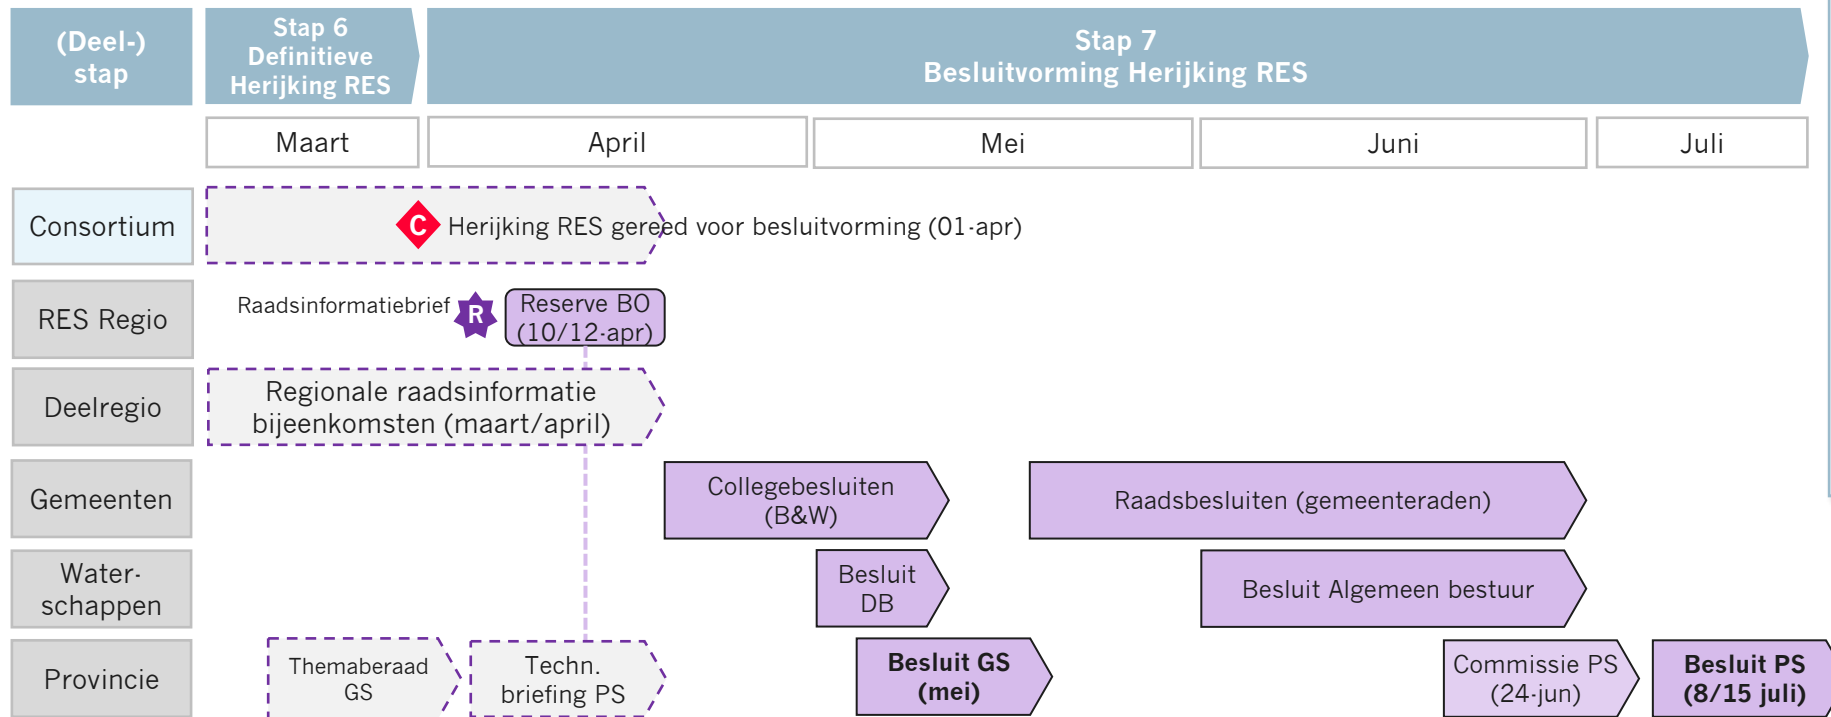 (Deel-)
stap
Stap 6
Definitieve
Herijking RES
Stap 7
Besluitvorming Herijking RES
Maart
April
Mei
Juni
Juli
Consortium
C
Herijking RES gereed voor besluitvorming (01-apr)
RES Regio
Raadsinformatiebrief
R
Reserve BO
(10/12-apr)
Deelregio
Regionale raadsinformatie
bijeenkomsten (maart/april)
Gemeenten
Collegebesluiten
(B&W)
Raadsbesluiten (gemeenteraden)
Water-
schappen
Besluit
DB
Besluit Algemeen bestuur
Provincie
Themaberaad
GS
Techn.
briefing PS
Besluit GS
(mei)
Commissie PS
(24-jun)
Besluit PS
(8/15 juli)